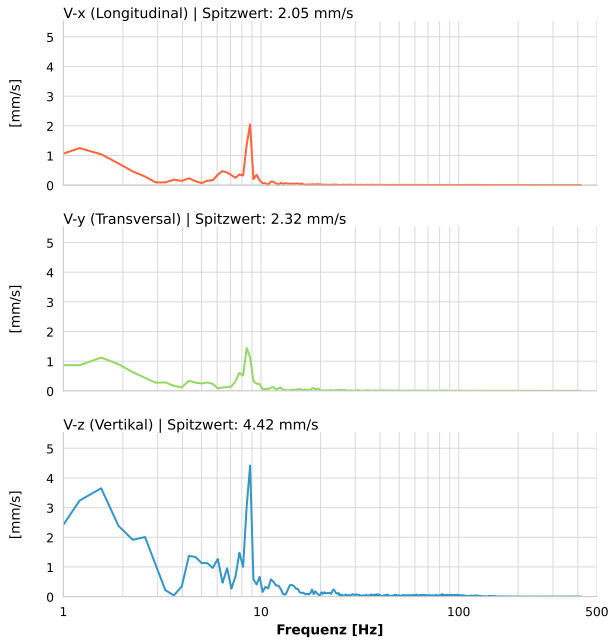 V-x (Longitudinal) | Spitzwert: 2.05 mm/s
5
4
3
2
1
0
[mm/s]
V-y (Transversal) | Spitzwert: 2.32 mm/s
5
4
3
2
1
0
[mm/s]
V-z (Vertikal) | Spitzwert: 4.42 mm/s
5
4
3
2
1
0
[mm/s]
1 10 100 500
Frequenz [Hz]